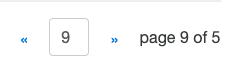 « 9 » page 9 of 5